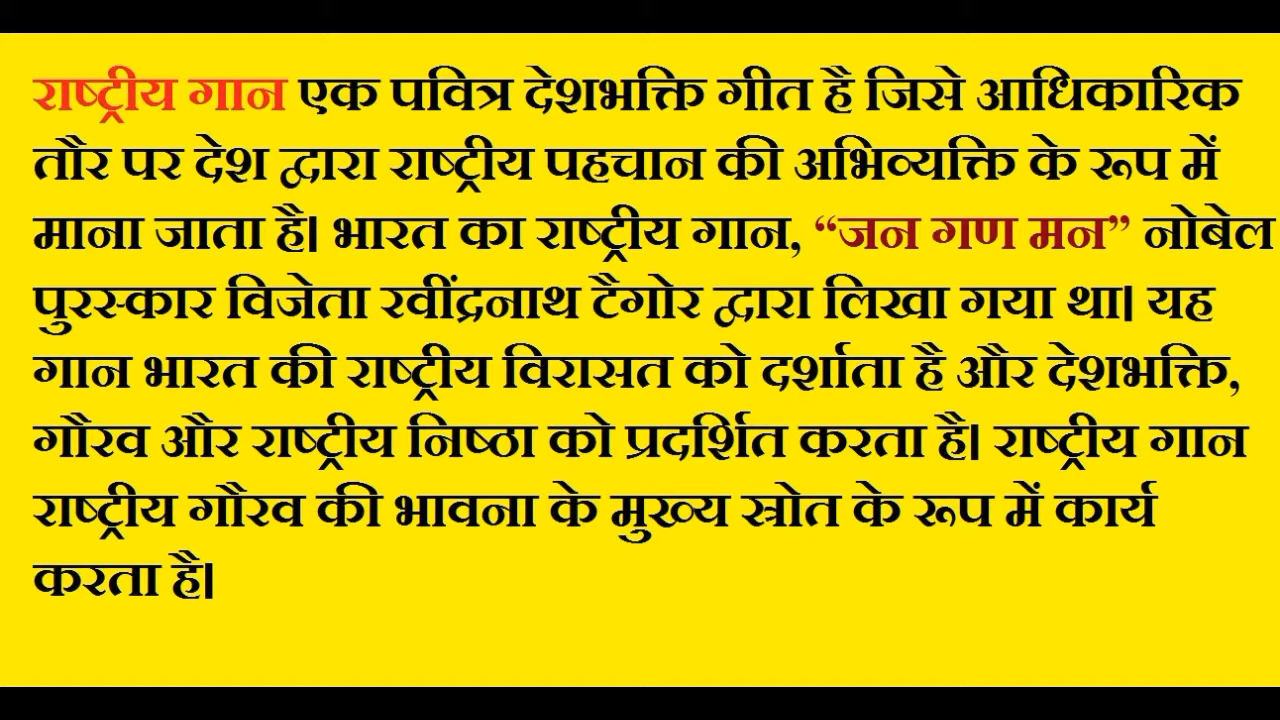 राष्ट्रीय गान एक पवित्र देशभक्ति गीत है जिसे आधिकारिक
तौर पर देश द्वारा राष्ट्रीय पहचान की अभिव्यक्ति के रूप में
माना जाता है। भारत का राष्ट्रीय गान, “जन गण मन” नोबेल
पुरस्कार विजेता रवींद्रनाथ टैगोर द्वारा लिखा गया था। यह
गान भारत की राष्ट्रीय विरासत को दर्शाता है और देशभक्ति,
गौरव और राष्ट्रीय निष्ठा को प्रदर्शित करता है। राष्ट्रीय गान
राष्ट्रीय गौरव की भावना के मुख्य स्रोत के रूप में कार्य
करता है।